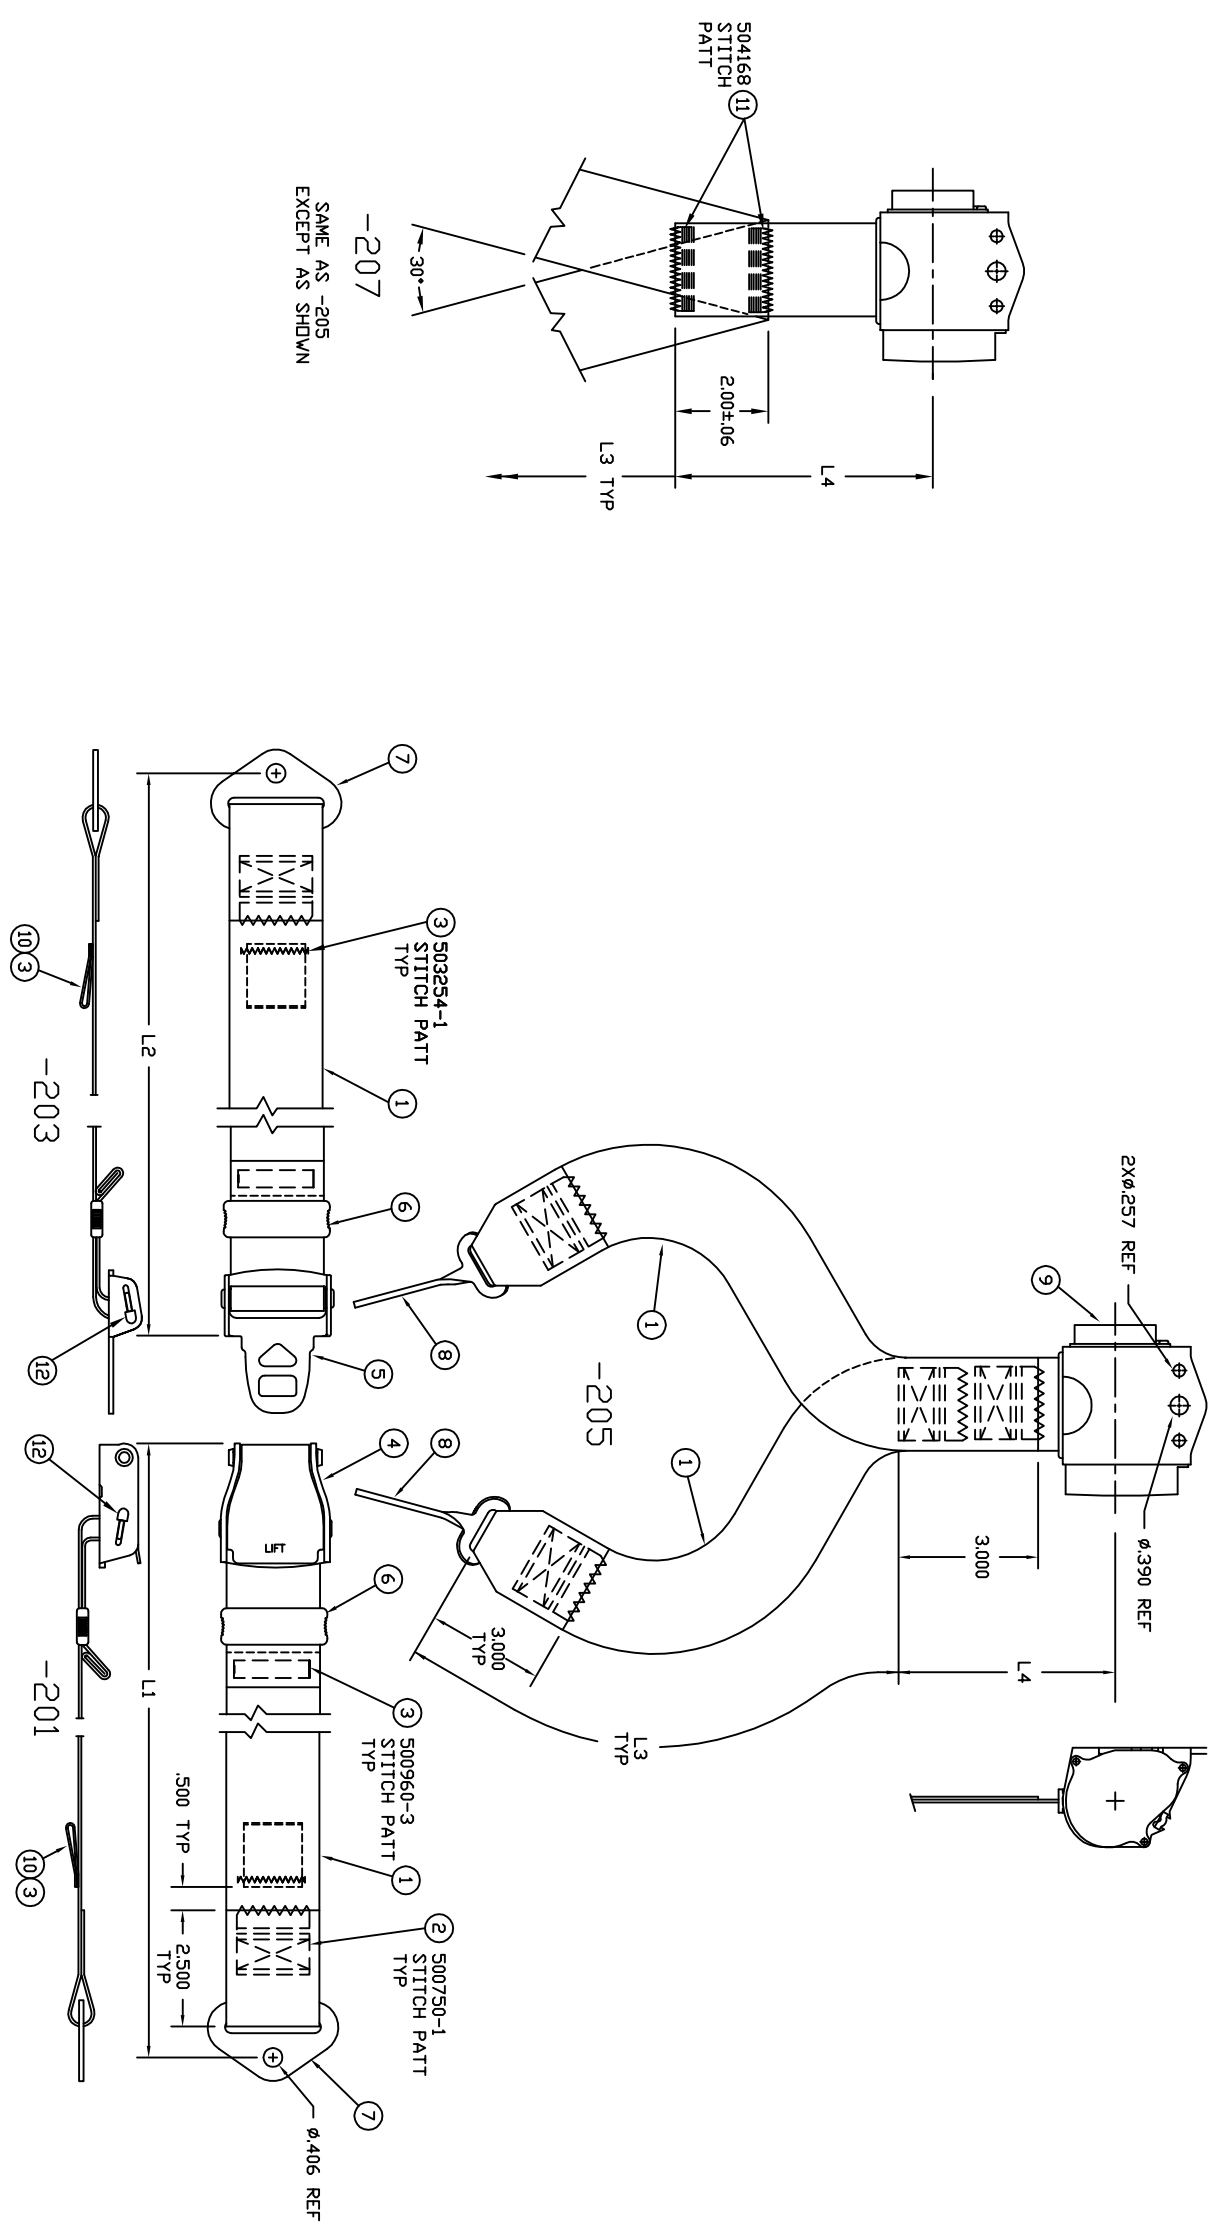 504168 11
STITCH
PATT
2.00±.06
L4
L3 TYP
30°
-207
SAME AS -205
EXCEPT AS SHOWN
2XØ.257 REF
9
Ø.390 REF
3.000
L4
1
1
-205
L3
TYP
3.000
TYP
8
8
7
3 503254-1
STITCH PATT
TYP
1
6
5
4
LIFT
6
3 500960-3
STITCH PATT
TYP
1
2 500750-1
STITCH PATT
TYP
7
Ø.406 REF
.500 TYP
2.500
TYP
L2
L1
10 3
-203
12
12
-201
10 3